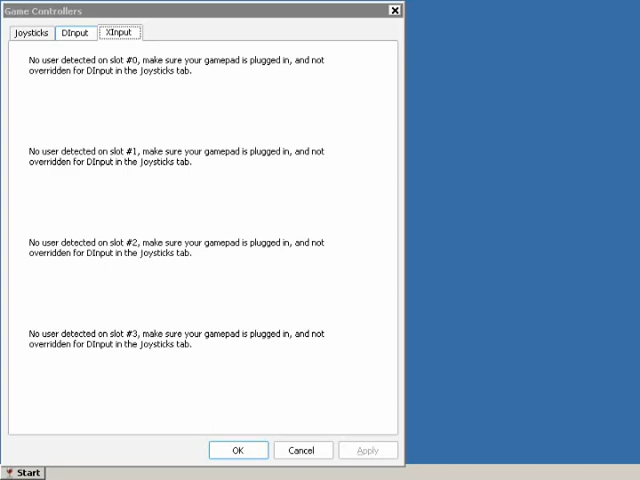 Game Controllers
Joysticks
DInput
XInput
No user detected on slot #0, make sure your gamepad is plugged in, and not
overridden for DInput in the Joysticks tab.
No user detected on slot #1, make sure your gamepad is plugged in, and not
overridden for DInput in the Joysticks tab.
No user detected on slot #2, make sure your gamepad is plugged in, and not
overridden for DInput in the Joysticks tab.
No user detected on slot #3, make sure your gamepad is plugged in, and not
overridden for DInput in the Joysticks tab.
OK
Cancel
Apply
Start